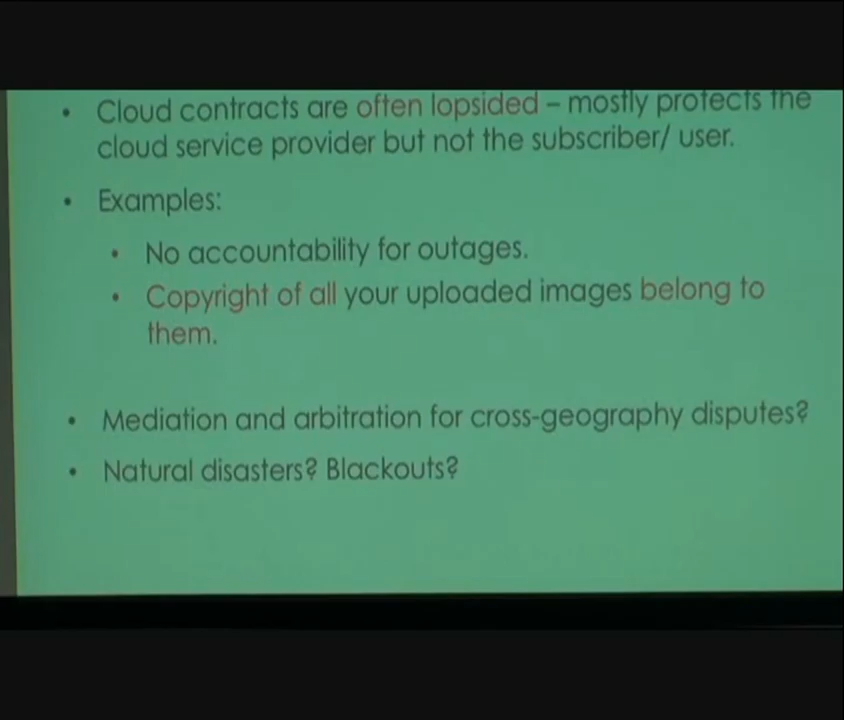 • Cloud contracts are often lopsided – mostly protects the
cloud service provider but not the subscriber/ user.
• Examples:
• No accountability for outages.
• Copyright of all your uploaded images belong to
them.
• Mediation and arbitration for cross-geography disputes?
• Natural disasters? Blackouts?